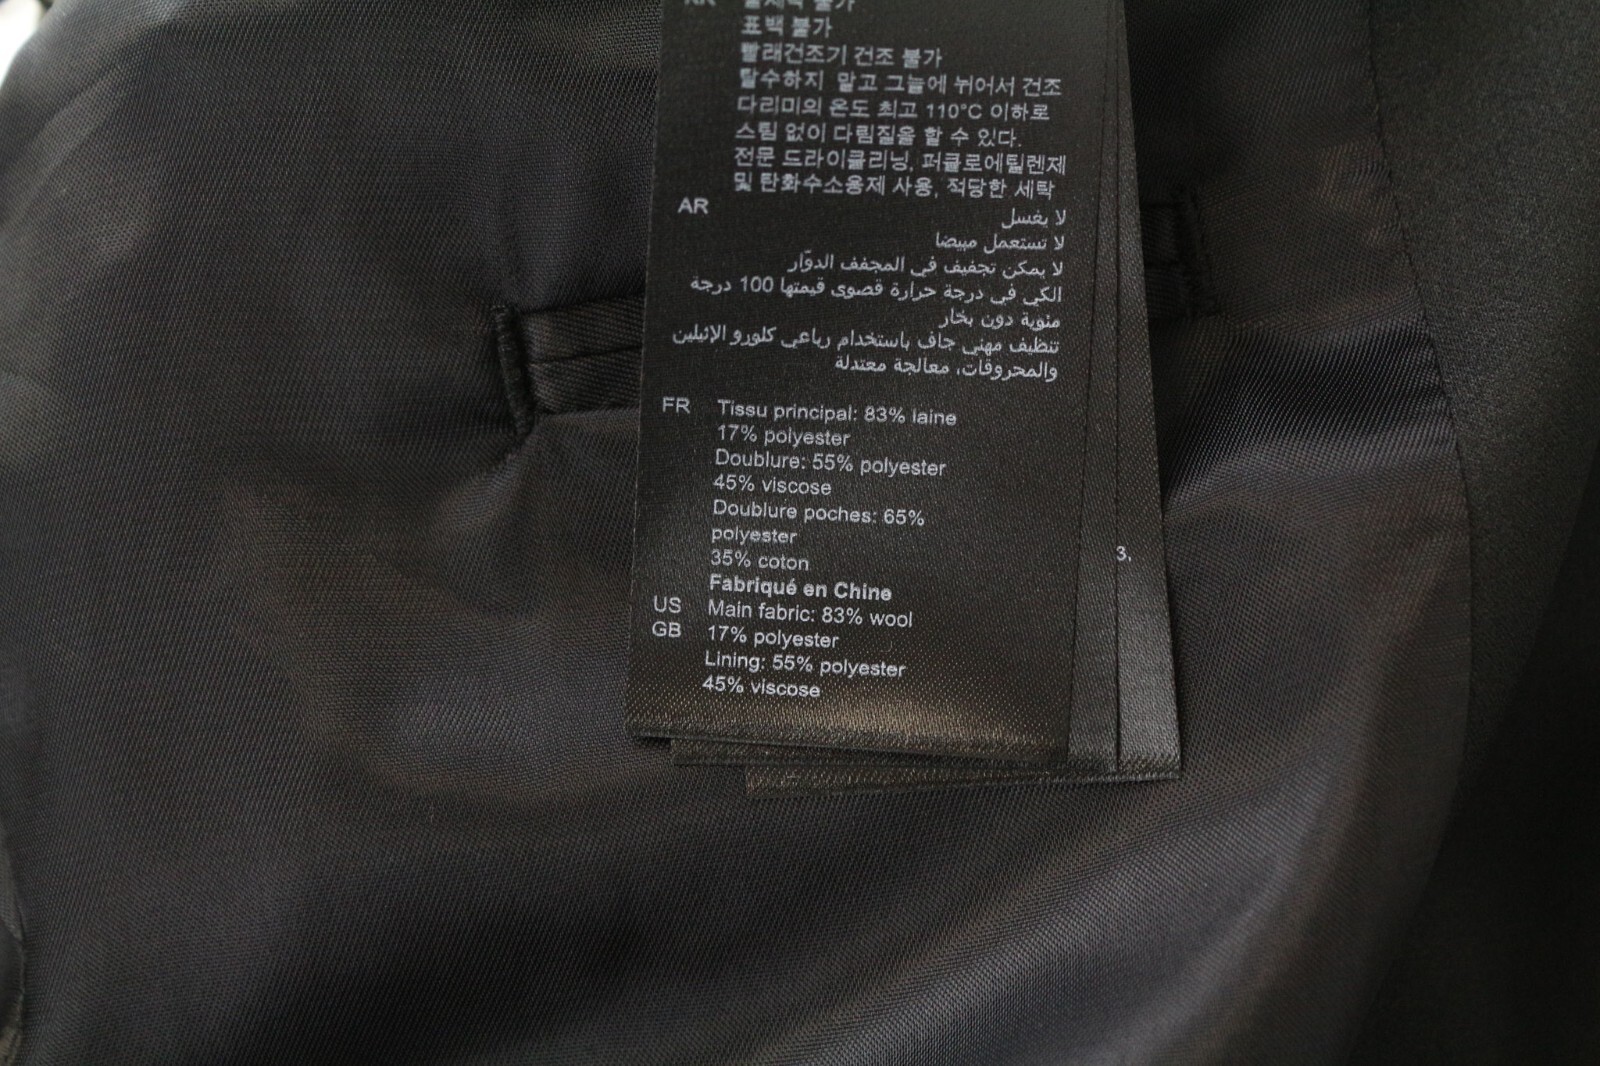 KR 물세탁 불가
표백 불가
빨래건조기 건조 불가
탈수하지 말고 그늘에 뉘어서 건조
다리미의 온도 최고 110°C 이하로
스팀 없이 다림질을 할 수 있다.
전문 드라이클리닝, 퍼클로에틸렌제
및 탄화수소용제 사용, 적당한 세탁
AR لا يغسل
لا تستعمل مبيضا
لا يمكن تجفيف في المجفف الدوّار
الكي في درجة حرارة قصوى قيمتها 100 درجة
مئوية دون بخار
تنظيف مهني جاف باستخدام رباعي كلورو الإثيلين
والمحروقات، معالجة معتدلة
FR Tissu principal: 83% laine
17% polyester
Doublure: 55% polyester
45% viscose
Doublure poches: 65%
polyester
35% coton
Fabriqué en Chine
US Main fabric: 83% wool
GB 17% polyester
Lining: 55% polyester
45% viscose
3.